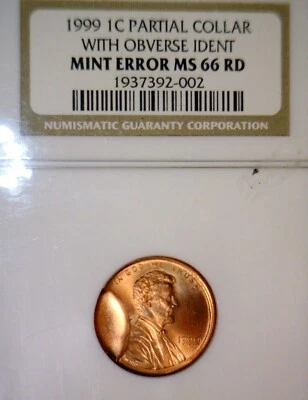 1999 1C PARTIAL COLLAR
WITH OBVERSE IDENT
MINT ERROR MS 66 RD
1937392-002
NUMISMATIC GUARANTY CORPORATION